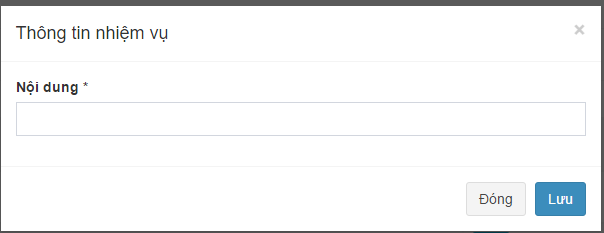 Thông tin nhiệm vụ
×
Nội dung *
Đóng
Lưu